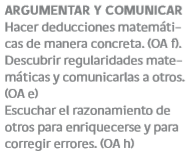 ARGUMENTAR Y COMUNICAR
Hacer deducciones matemáti-
cas de manera concreta. (OA f).
Descubrir regularidades mate-
máticas y comunicarlas a otros.
(OA e)
Escuchar el razonamiento de
otros para enriquecerse y para
corregir errores. (OA h)